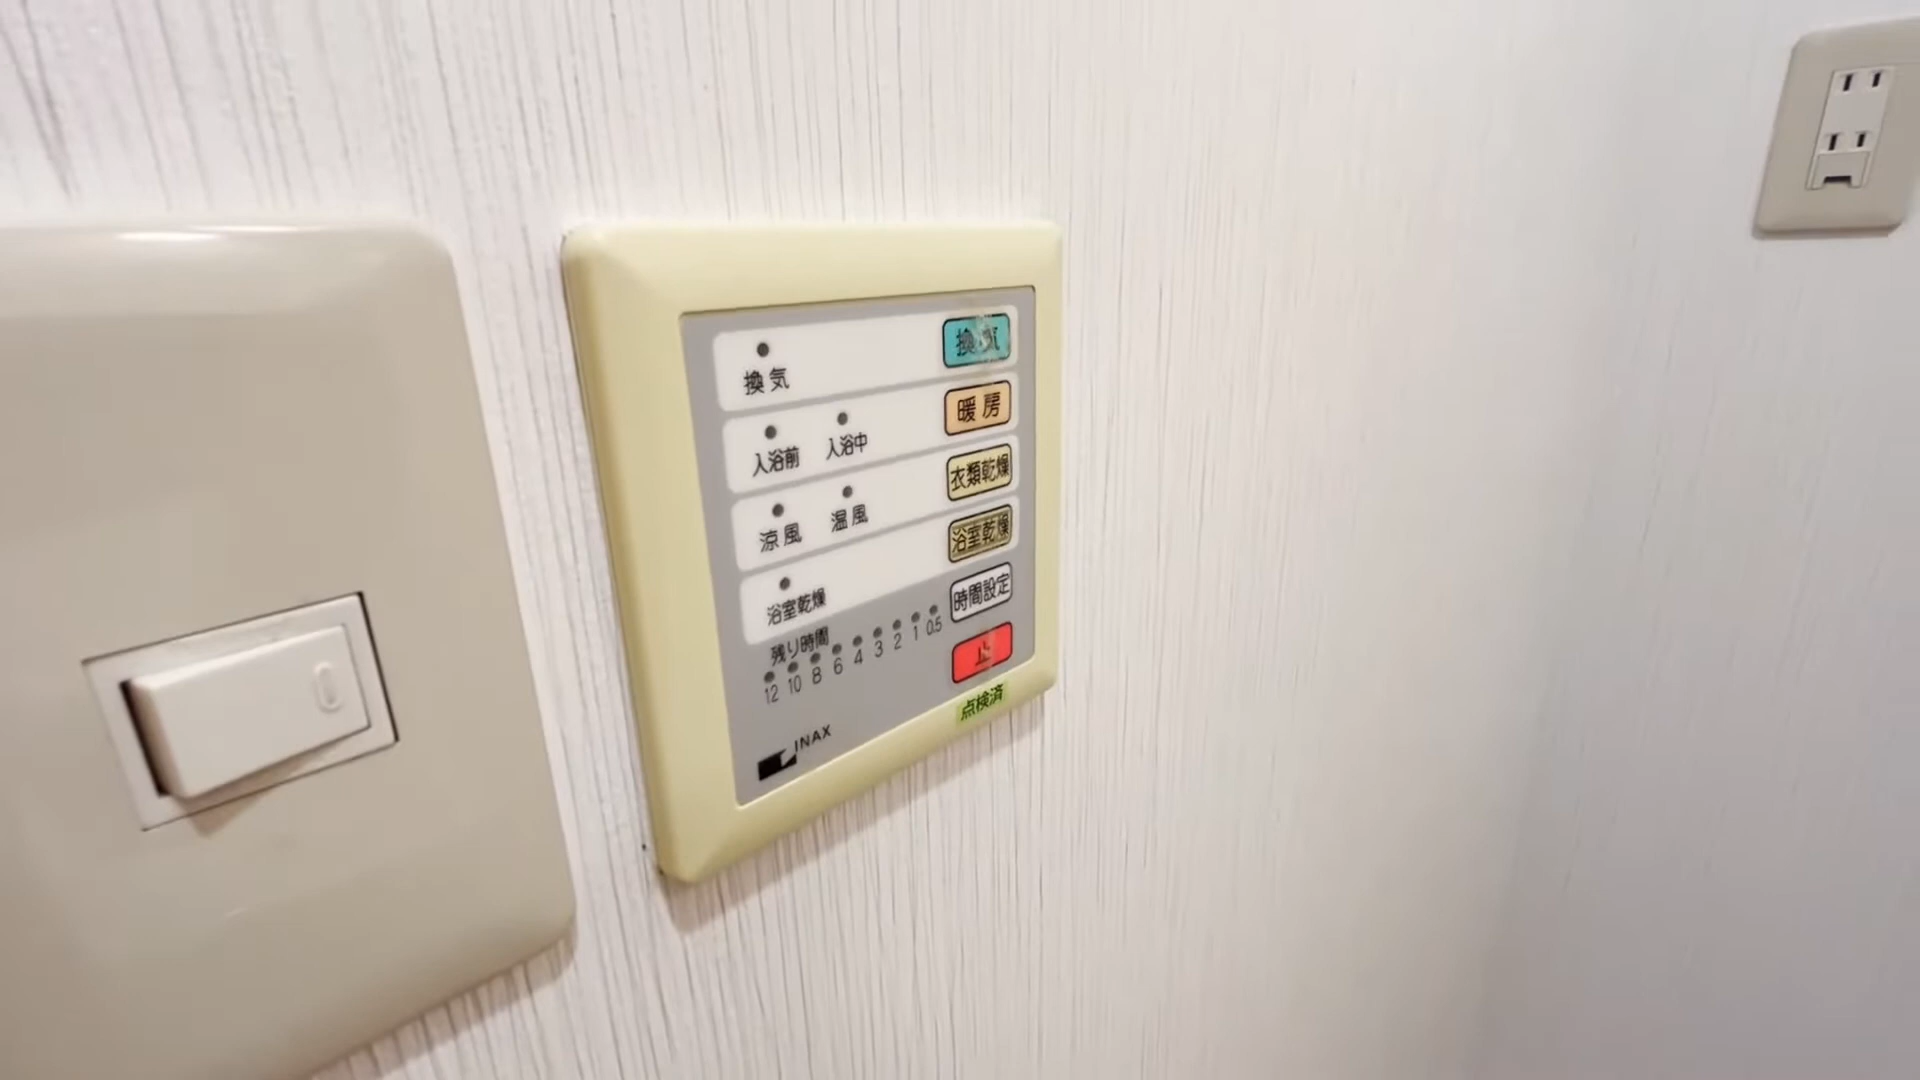 換気
換気
暖房
入浴前 入浴中
衣類乾燥
涼風 温風
浴室乾燥
浴室乾燥
時間設定
残り時間
12 10 8 6 4 3 2 1 0.5
止
点検済
INAX